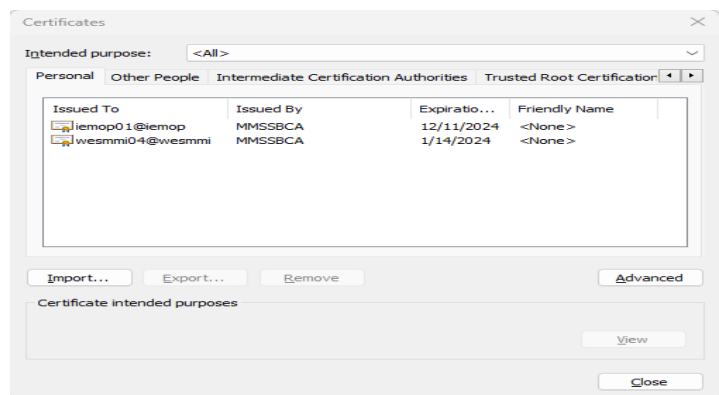 Certificates
Intended purpose: <All>
Personal Other People Intermediate Certification Authorities Trusted Root Certification
Issued To Issued By Expiratio... Friendly Name
iemop01@iemop MMSSBCA 12/11/2024 <None>
wesmmi04@wesmmi MMSSBCA 1/14/2024 <None>
Import... Export... Remove Advanced
Certificate intended purposes
View
Close